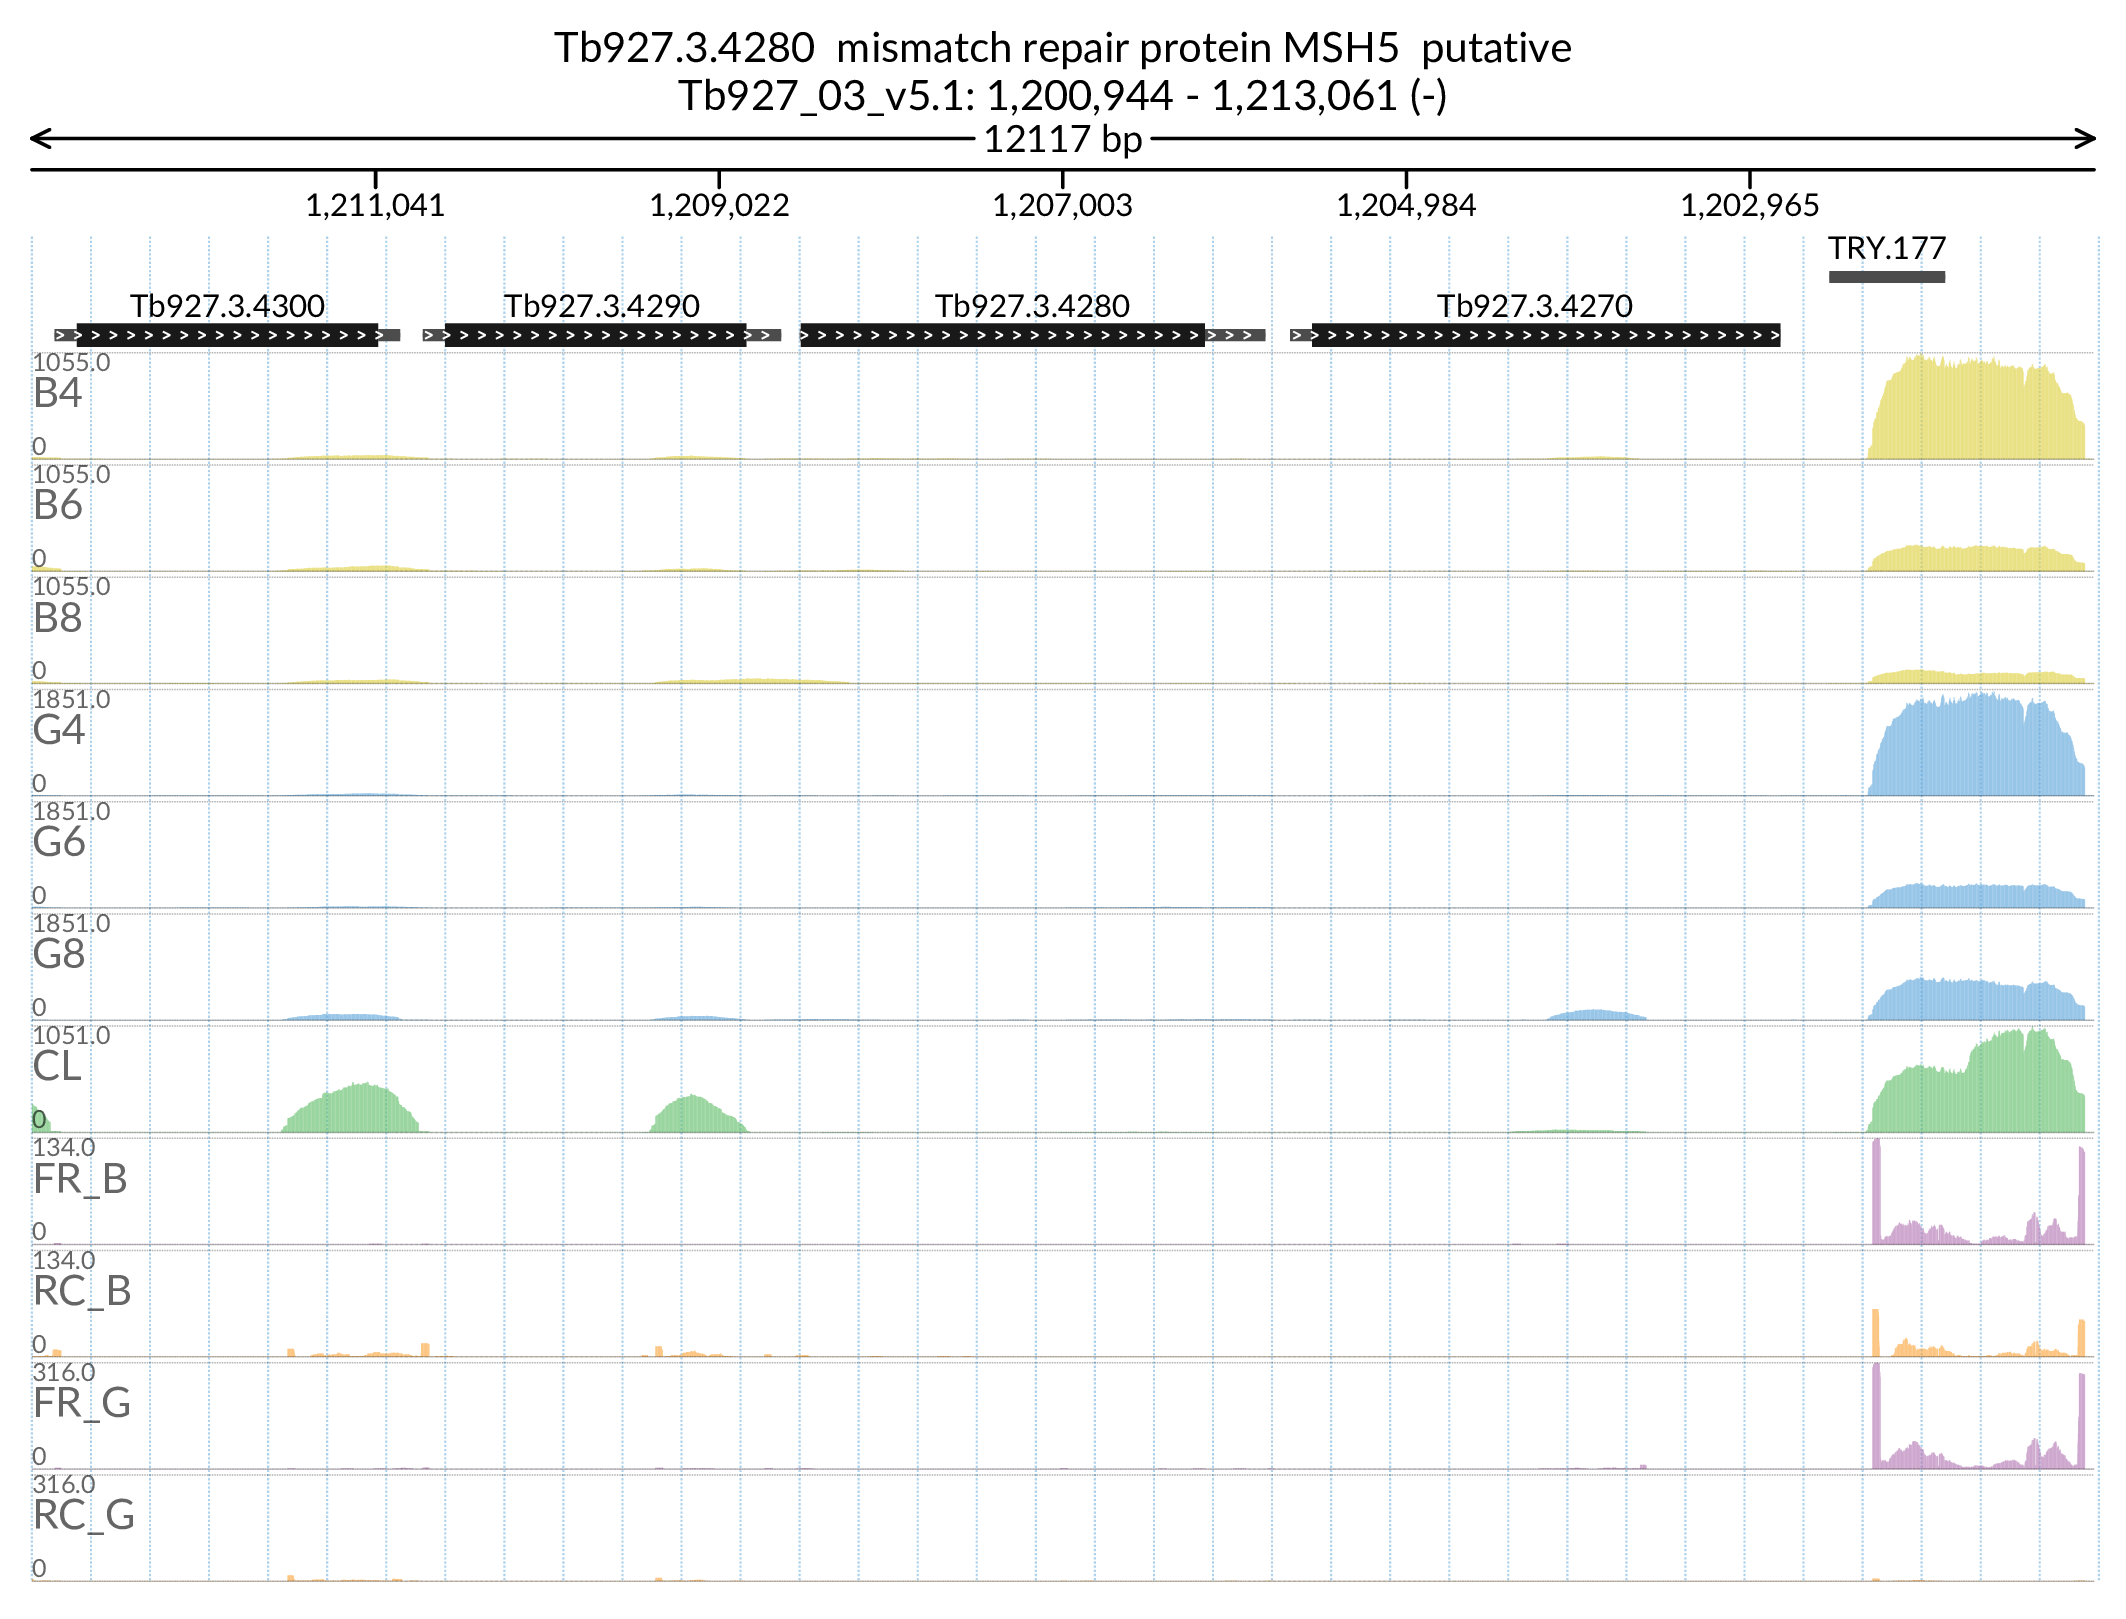 Tb927.3.4280 mismatch repair protein MSH5 putative
Tb927_03_v5.1: 1,200,944 - 1,213,061 (-)
12117 bp
1,211,041 1,209,022 1,207,003 1,204,984 1,202,965
TRY.177
Tb927.3.4300 Tb927.3.4290 Tb927.3.4280 Tb927.3.4270
1055.0
B4
0
1055.0
B6
0
1055.0
B8
0
1851.0
G4
0
1851.0
G6
0
1851.0
G8
0
1051.0
CL
0
134.0
FR_B
0
134.0
RC_B
0
316.0
FR_G
0
316.0
RC_G
0